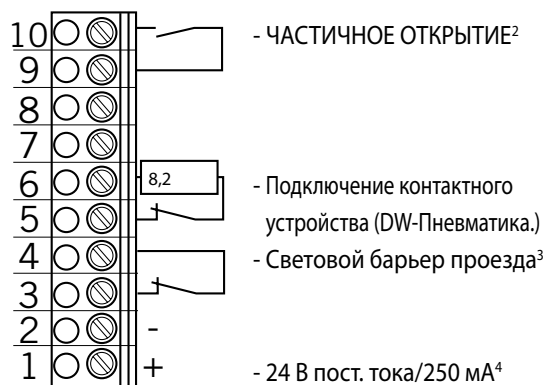 10 - ЧАСТИЧНОЕ ОТКРЫТИЕ²
9
8
7
6 8,2 - Подключение контактного
5 устройства (DW-Пневматика.)
4 - Световой барьер проезда³
3
2 -
1 + - 24 В пост. тока/250 мА⁴